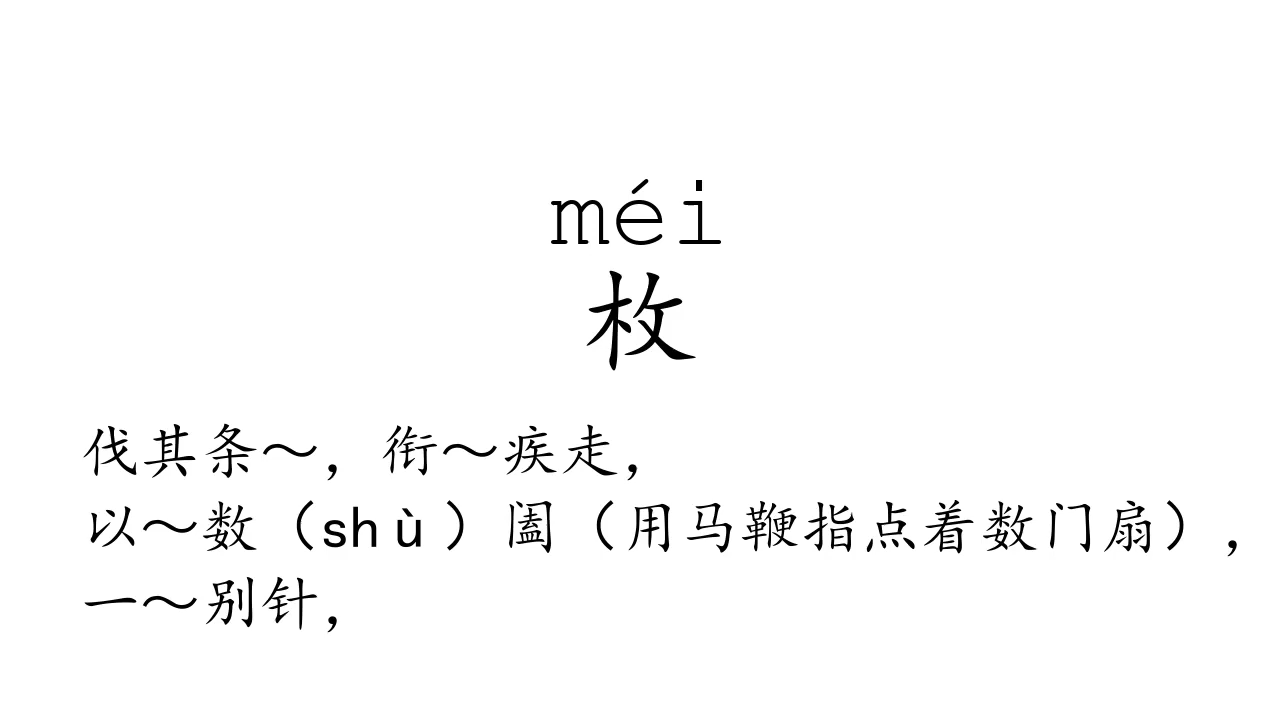 méi
枚
伐其条～，衔～疾走，
以～数（shù）阖（用马鞭指点着数门扇），
一～别针，